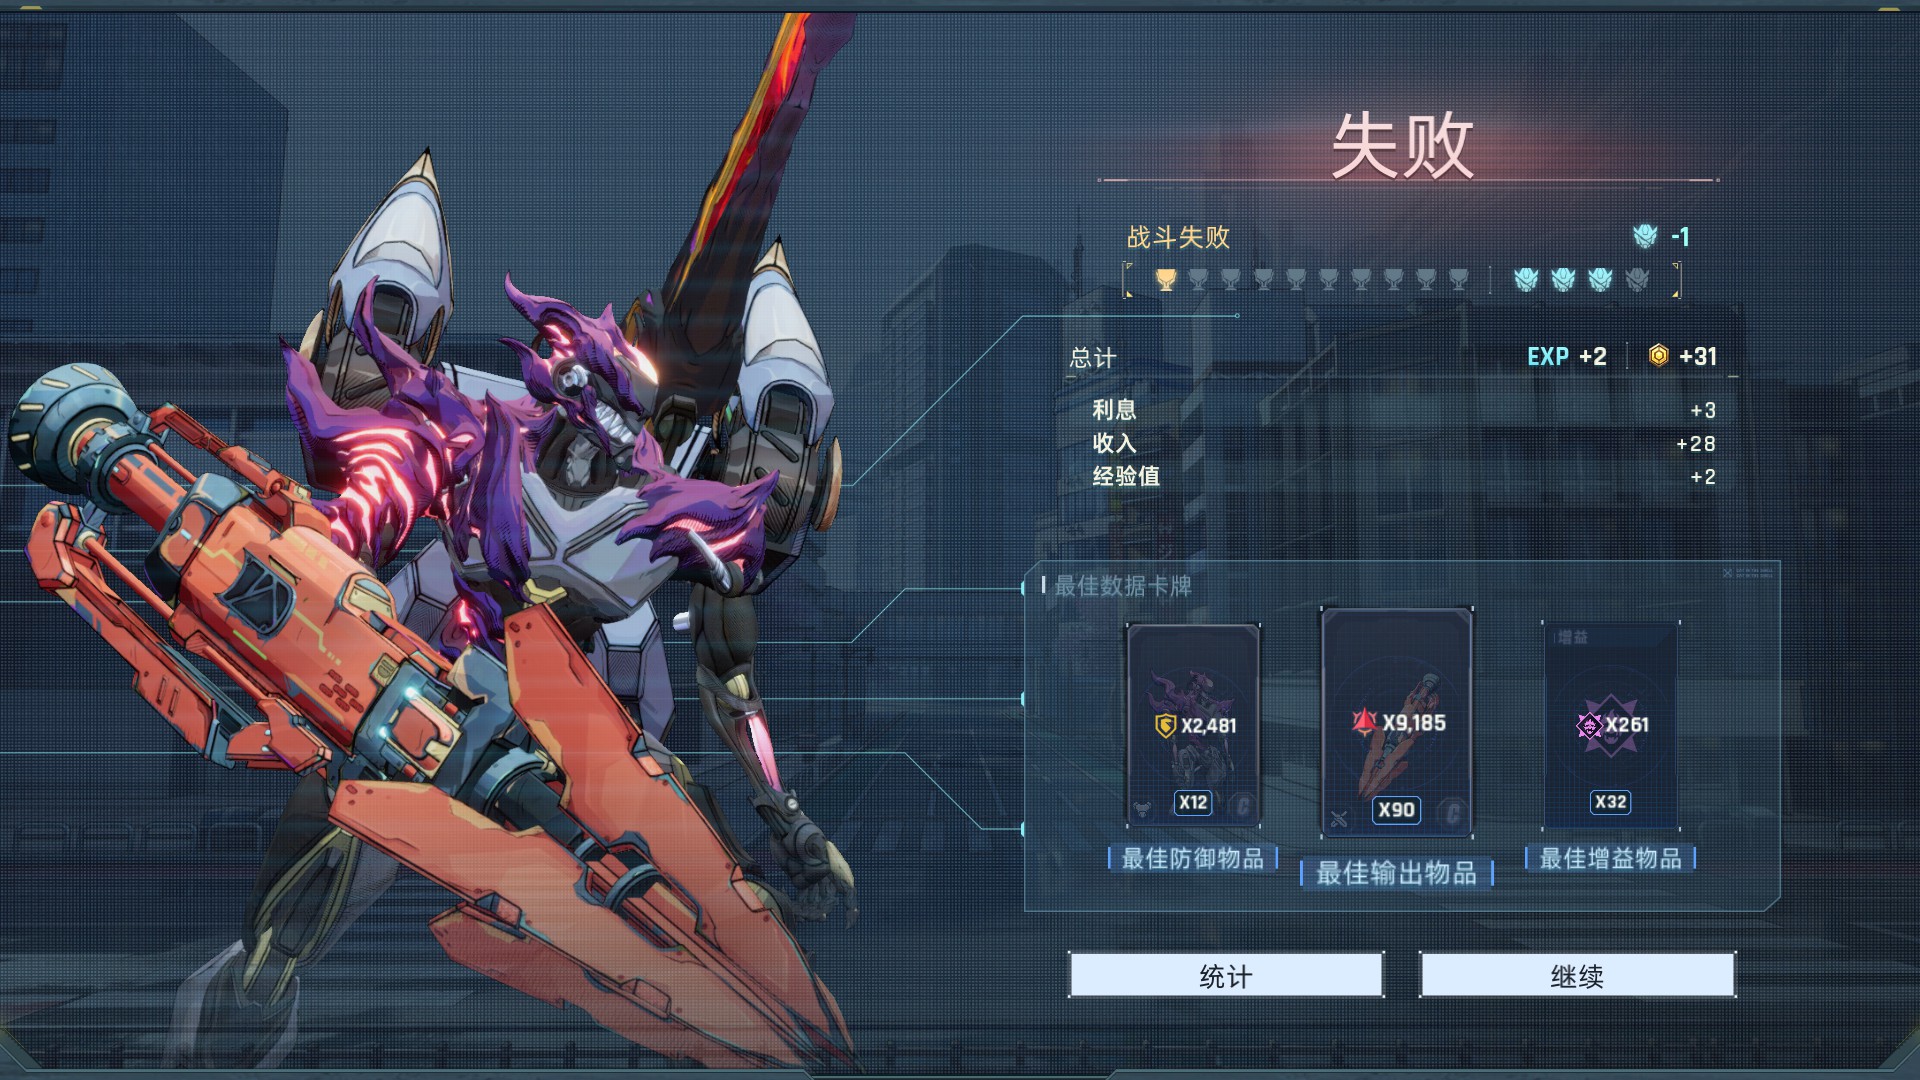 失败
战斗失败 -1
总计 EXP +2 +31
利息 +3
收入 +28
经验值 +2
最佳数据卡牌
增益
X2,481 X9,185 X261
X12 X90 X32
最佳防御物品 最佳输出物品 最佳增益物品
统计 继续